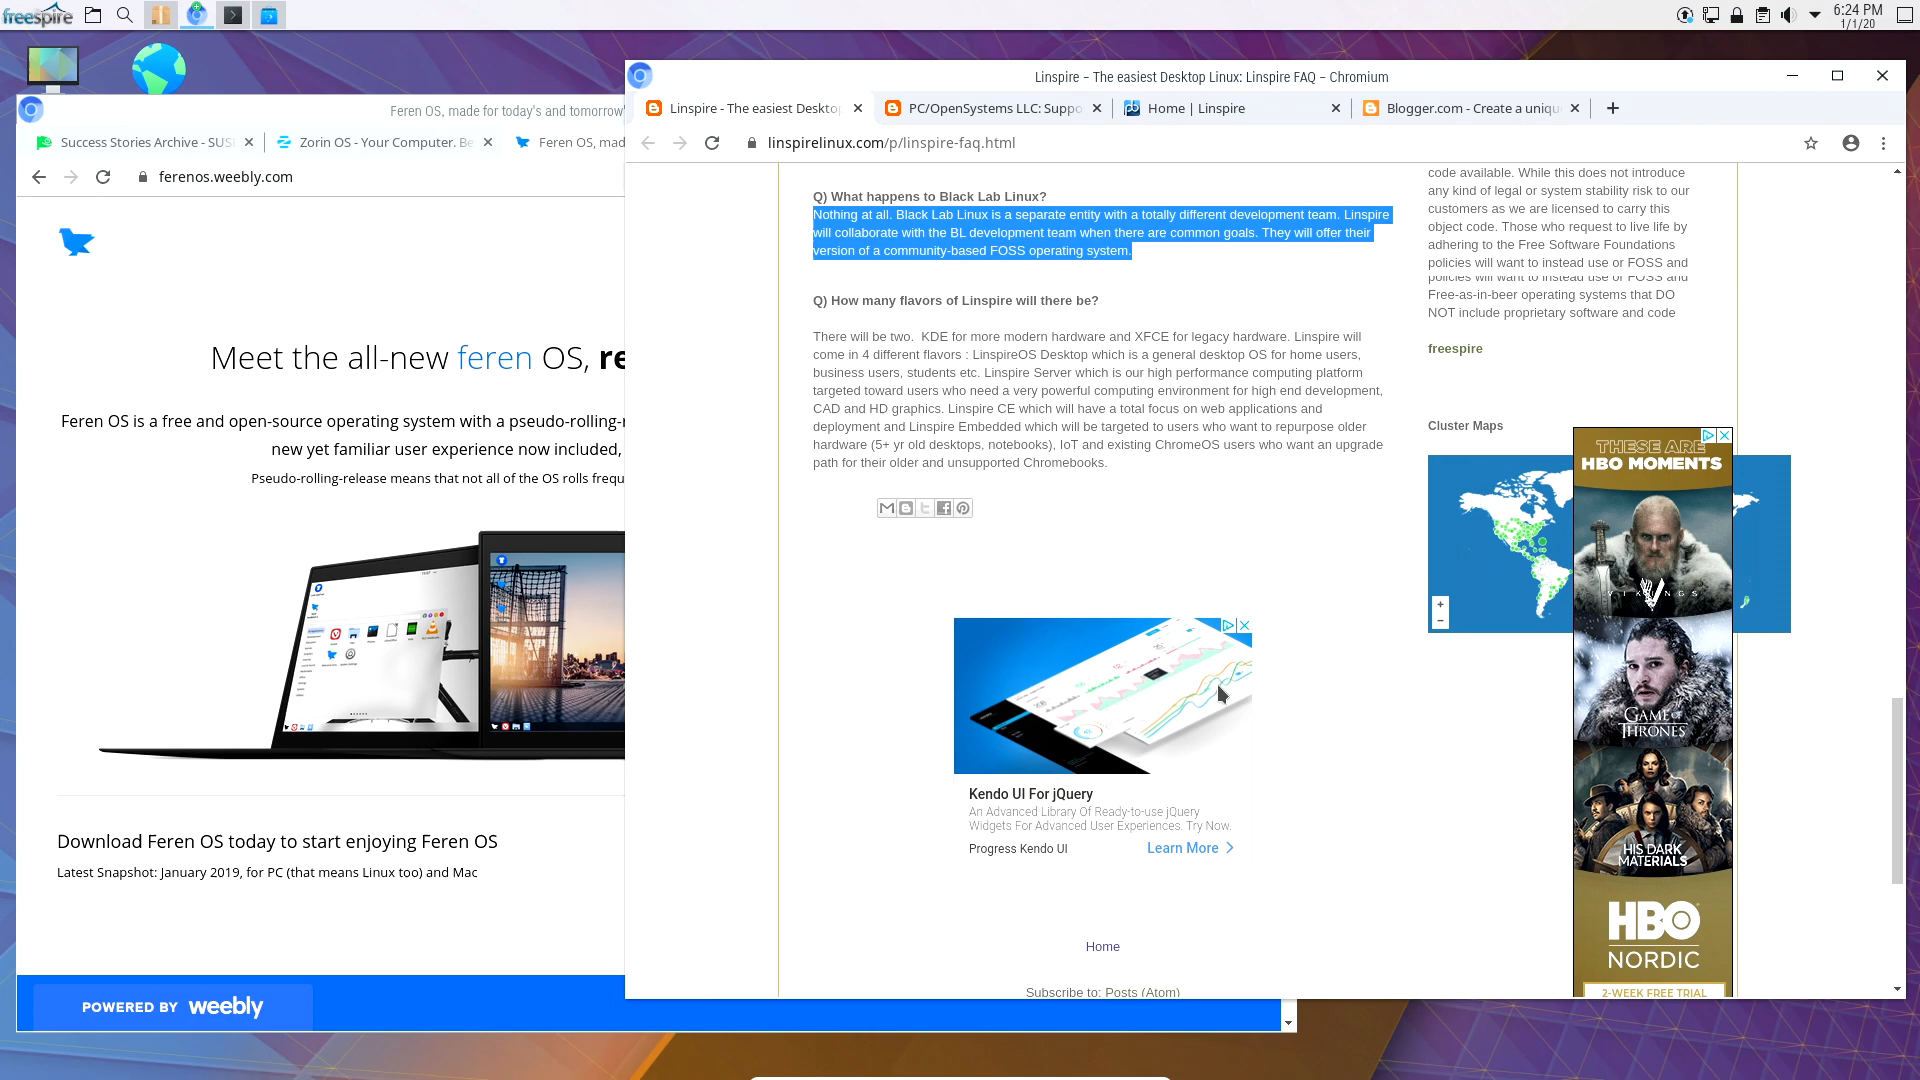 freespire
6:24 PM
1/1/20
Feren OS, made for today's and tomorrow'
Success Stories Archive - SUS
Zorin OS - Your Computer. Be
Feren OS, mad
ferenos.weebly.com
Meet the all-new feren OS, re
Feren OS is a free and open-source operating system with a pseudo-rolling-r
new yet familiar user experience now included,
Pseudo-rolling-release means that not all of the OS rolls frequ
Download Feren OS today to start enjoying Feren OS
Latest Snapshot: January 2019, for PC (that means Linux too) and Mac
POWERED BY weebly
Linspire – The easiest Desktop Linux: Linspire FAQ – Chromium
Linspire - The easiest Deskto
PC/OpenSystems LLC: Suppo
Home | Linspire
Blogger.com - Create a uniqu
linspirelinux.com/p/linspire-faq.html
Q) What happens to Black Lab Linux?
Nothing at all. Black Lab Linux is a separate entity with a totally different development team. Linspire
will collaborate with the BL development team when there are common goals. They will offer their
version of a community-based FOSS operating system.
Q) How many flavors of Linspire will there be?
There will be two.  KDE for more modern hardware and XFCE for legacy hardware. Linspire will
come in 4 different flavors : LinspireOS Desktop which is a general desktop OS for home users,
business users, students etc. Linspire Server which is our high performance computing platform
targeted toward users who need a very powerful computing environment for high end development,
CAD and HD graphics. Linspire CE which will have a total focus on web applications and
deployment and Linspire Embedded which will be targeted to users who want to repurpose older
hardware (5+ yr old desktops, notebooks), IoT and existing ChromeOS users who want an upgrade
path for their older and unsupported Chromebooks.
Kendo UI For jQuery
An Advanced Library Of Ready-to-use jQuery
Widgets For Advanced User Experiences. Try Now.
Progress Kendo UI
Learn More
Home
Subscribe to: Posts (Atom)
code available. While this does not introduce
any kind of legal or system stability risk to our
customers as we are licensed to carry this
object code. Those who request to live life by
adhering to the Free Software Foundations
policies will want to instead use or FOSS and
policies will want to instead use or FOSS and
Free-as-in-beer operating systems that DO
NOT include proprietary software and code
freespire
Cluster Maps
+
−
THESE ARE
HBO MOMENTS
VIKINGS
GAME OF
THRONES
HIS DARK
MATERIALS
HBO
NORDIC
2-WEEK FREE TRIAL